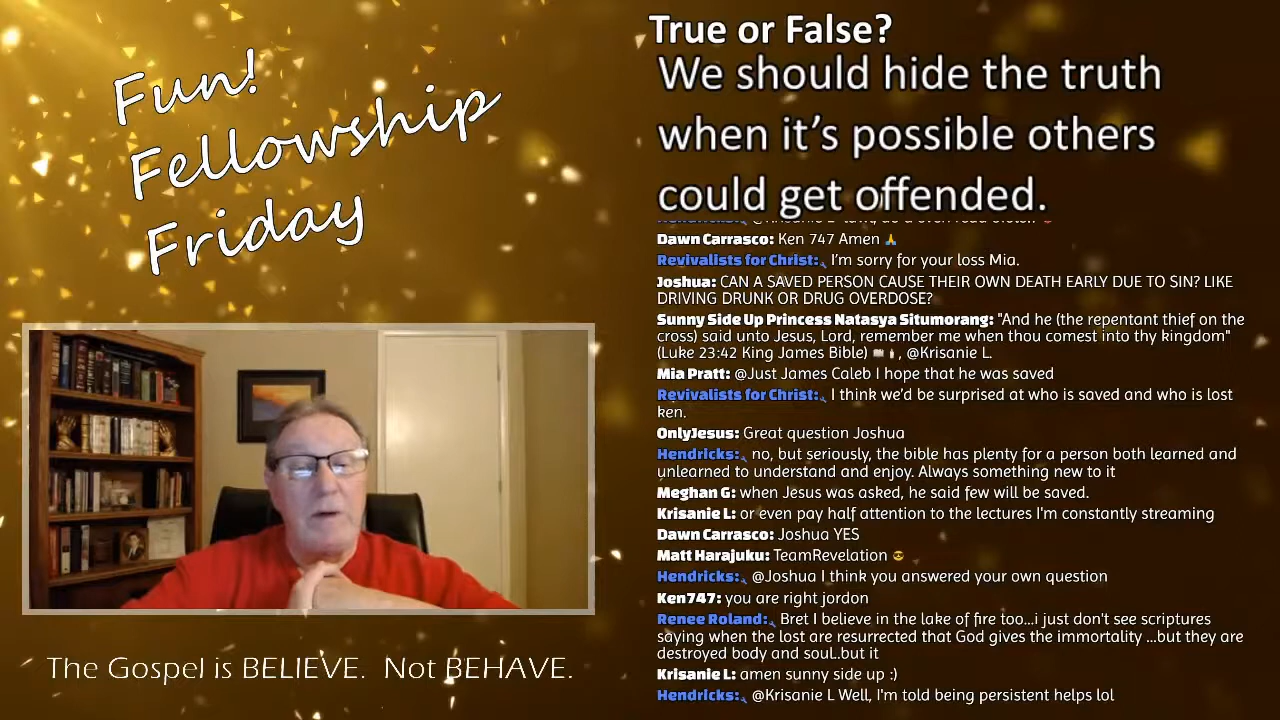 Fun!
Fellowship
Friday
True or False?
We should hide the truth
when it's possible others
could get offended.
Dawn Carrasco: Ken 747 Amen 🙏
Revivalists for Christ: I'm sorry for your loss Mia.
Joshua: CAN A SAVED PERSON CAUSE THEIR OWN DEATH EARLY DUE TO SIN? LIKE
DRIVING DRUNK OR DRUG OVERDOSE?
Sunny Side Up Princess Natasya Situmorang: "And he (the repentant thief on the
cross) said unto Jesus, Lord, remember me when thou comest into thy kingdom"
(Luke 23:42 King James Bible) , @Krisanie L.
Mia Pratt: @Just James Caleb I hope that he was saved
Revivalists for Christ: I think we'd be surprised at who is saved and who is lost
ken.
OnlyJesus: Great question Joshua
Hendricks: no, but seriously, the bible has plenty for a person both learned and
unlearned to understand and enjoy. Always something new to it
Meghan G: when Jesus was asked, he said few will be saved.
Krisanie L: or even pay half attention to the lectures I'm constantly streaming
Dawn Carrasco: Joshua YES
Matt Harajuku: TeamRevelation 😎
Hendricks: @Joshua I think you answered your own question
Ken747: you are right jordon
Renee Roland: Bret I believe in the lake of fire too...i just don't see scriptures
saying when the lost are resurrected that God gives the immortality ...but they are
destroyed body and soul..but it
Krisanie L: amen sunny side up :)
Hendricks: @Krisanie L Well, I'm told being persistent helps lol
The Gospel is BELIEVE. Not BEHAVE.